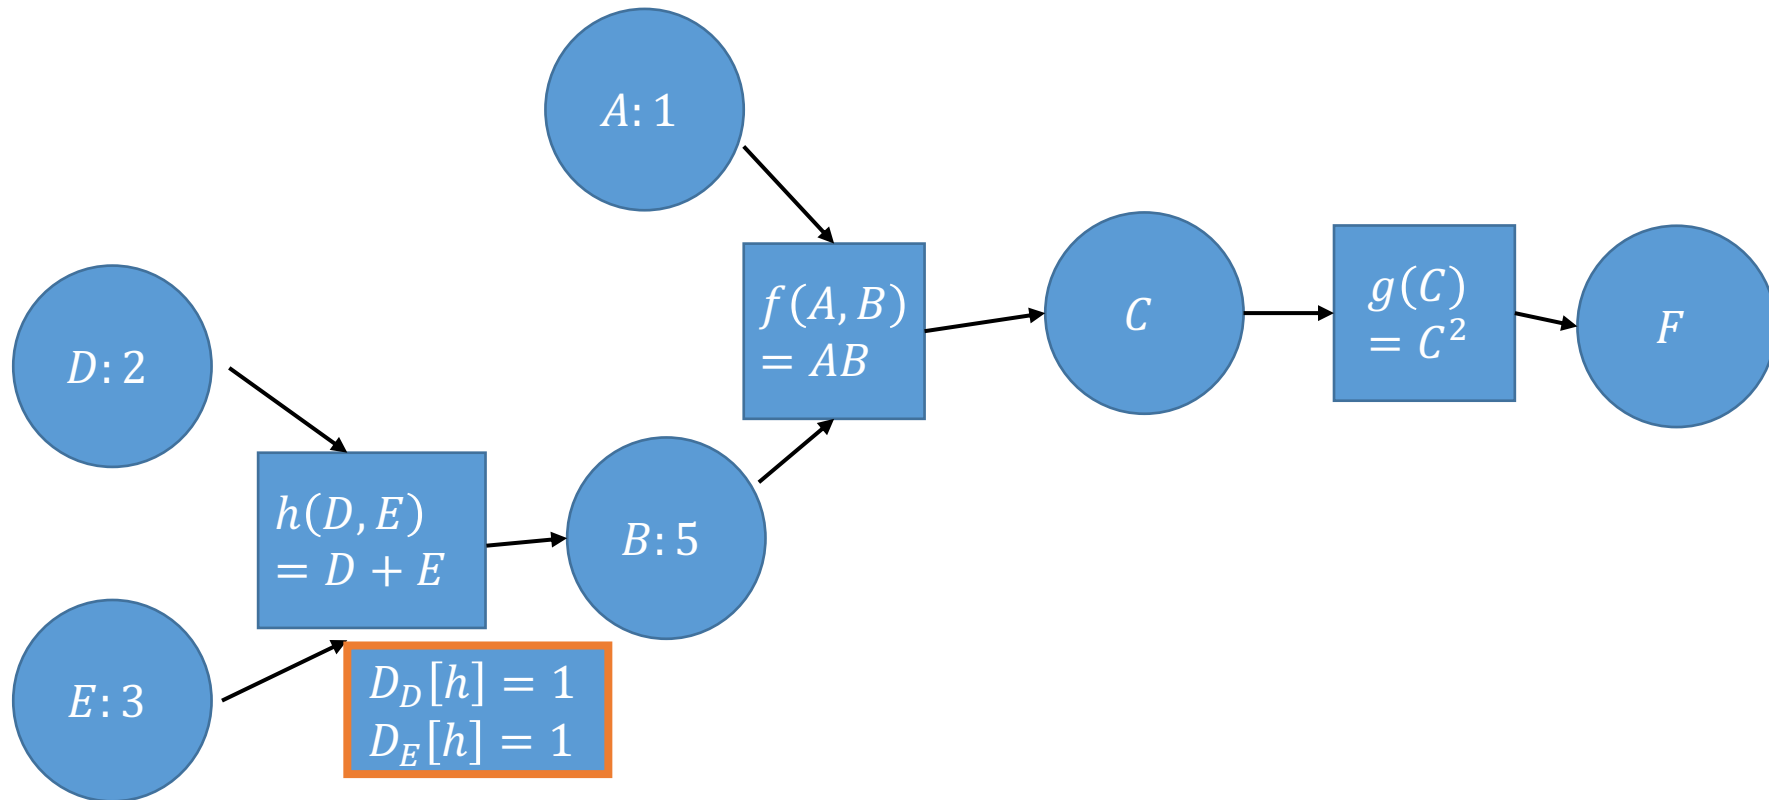 A: 1
D: 2
f(A, B)
= AB
C
g(C)
= C²
F
h(D, E)
= D + E
B: 5
E: 3
D_D[h] = 1
D_E[h] = 1